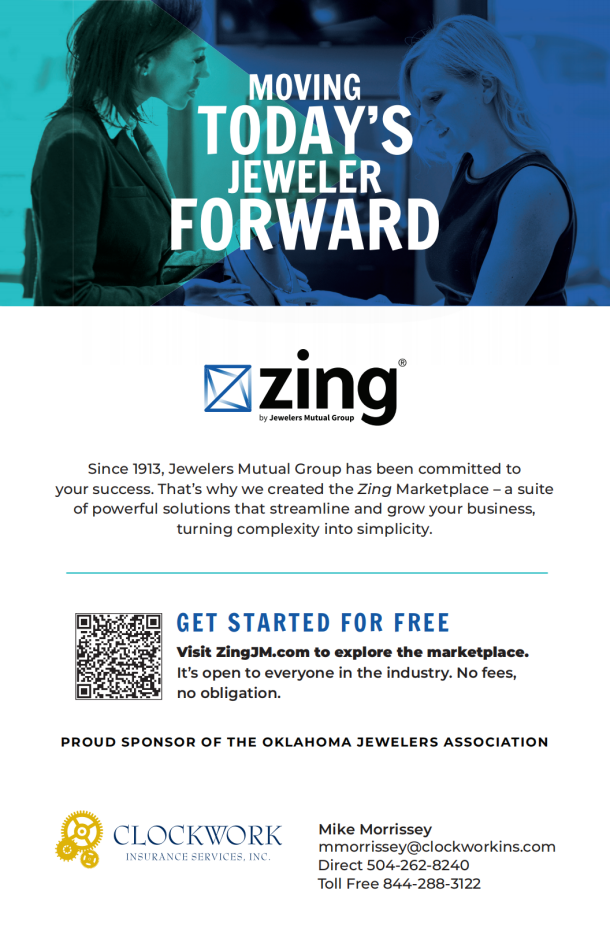 MOVING
TODAY'S
JEWELER
FORWARD
zing®
by Jewelers Mutual Group
Since 1913, Jewelers Mutual Group has been committed to
your success. That's why we created the Zing Marketplace – a suite
of powerful solutions that streamline and grow your business,
turning complexity into simplicity.
GET STARTED FOR FREE
Visit ZingJM.com to explore the marketplace.
It's open to everyone in the industry. No fees,
no obligation.
PROUD SPONSOR OF THE OKLAHOMA JEWELERS ASSOCIATION
CLOCKWORK
INSURANCE SERVICES, INC.
Mike Morrissey
mmorrissey@clockworkins.com
Direct 504-262-8240
Toll Free 844-288-3122